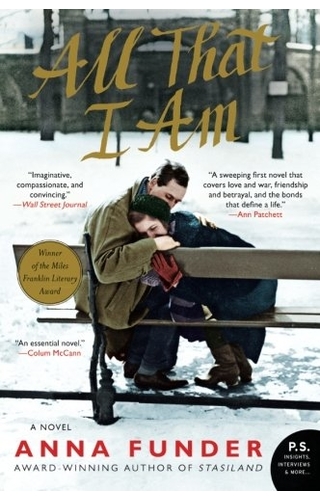 All That
I Am
"Imaginative,
compassionate, and
convincing."
—Wall Street Journal
"A sweeping first novel that
covers love and war, friendship
and betrayal, and the bonds
that define a life."
—Ann Patchett
Winner
of the Miles
Franklin Literary
Award
"An essential novel."
—Colum McCann
A NOVEL
ANNA FUNDER
AWARD-WINNING AUTHOR OF STASILAND
P.S.
INSIGHTS,
INTERVIEWS
& MORE...